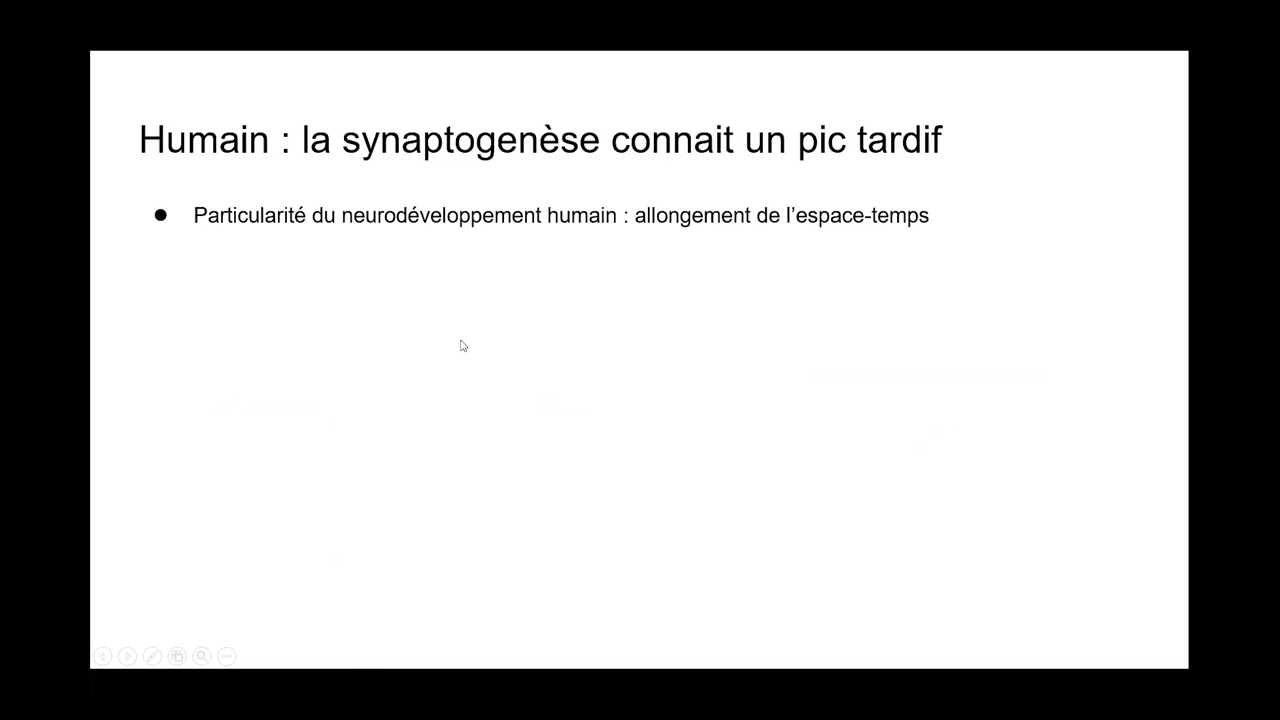 Humain : la synaptogenèse connait un pic tardif
● Particularité du neurodéveloppement humain : allongement de l’espace-temps